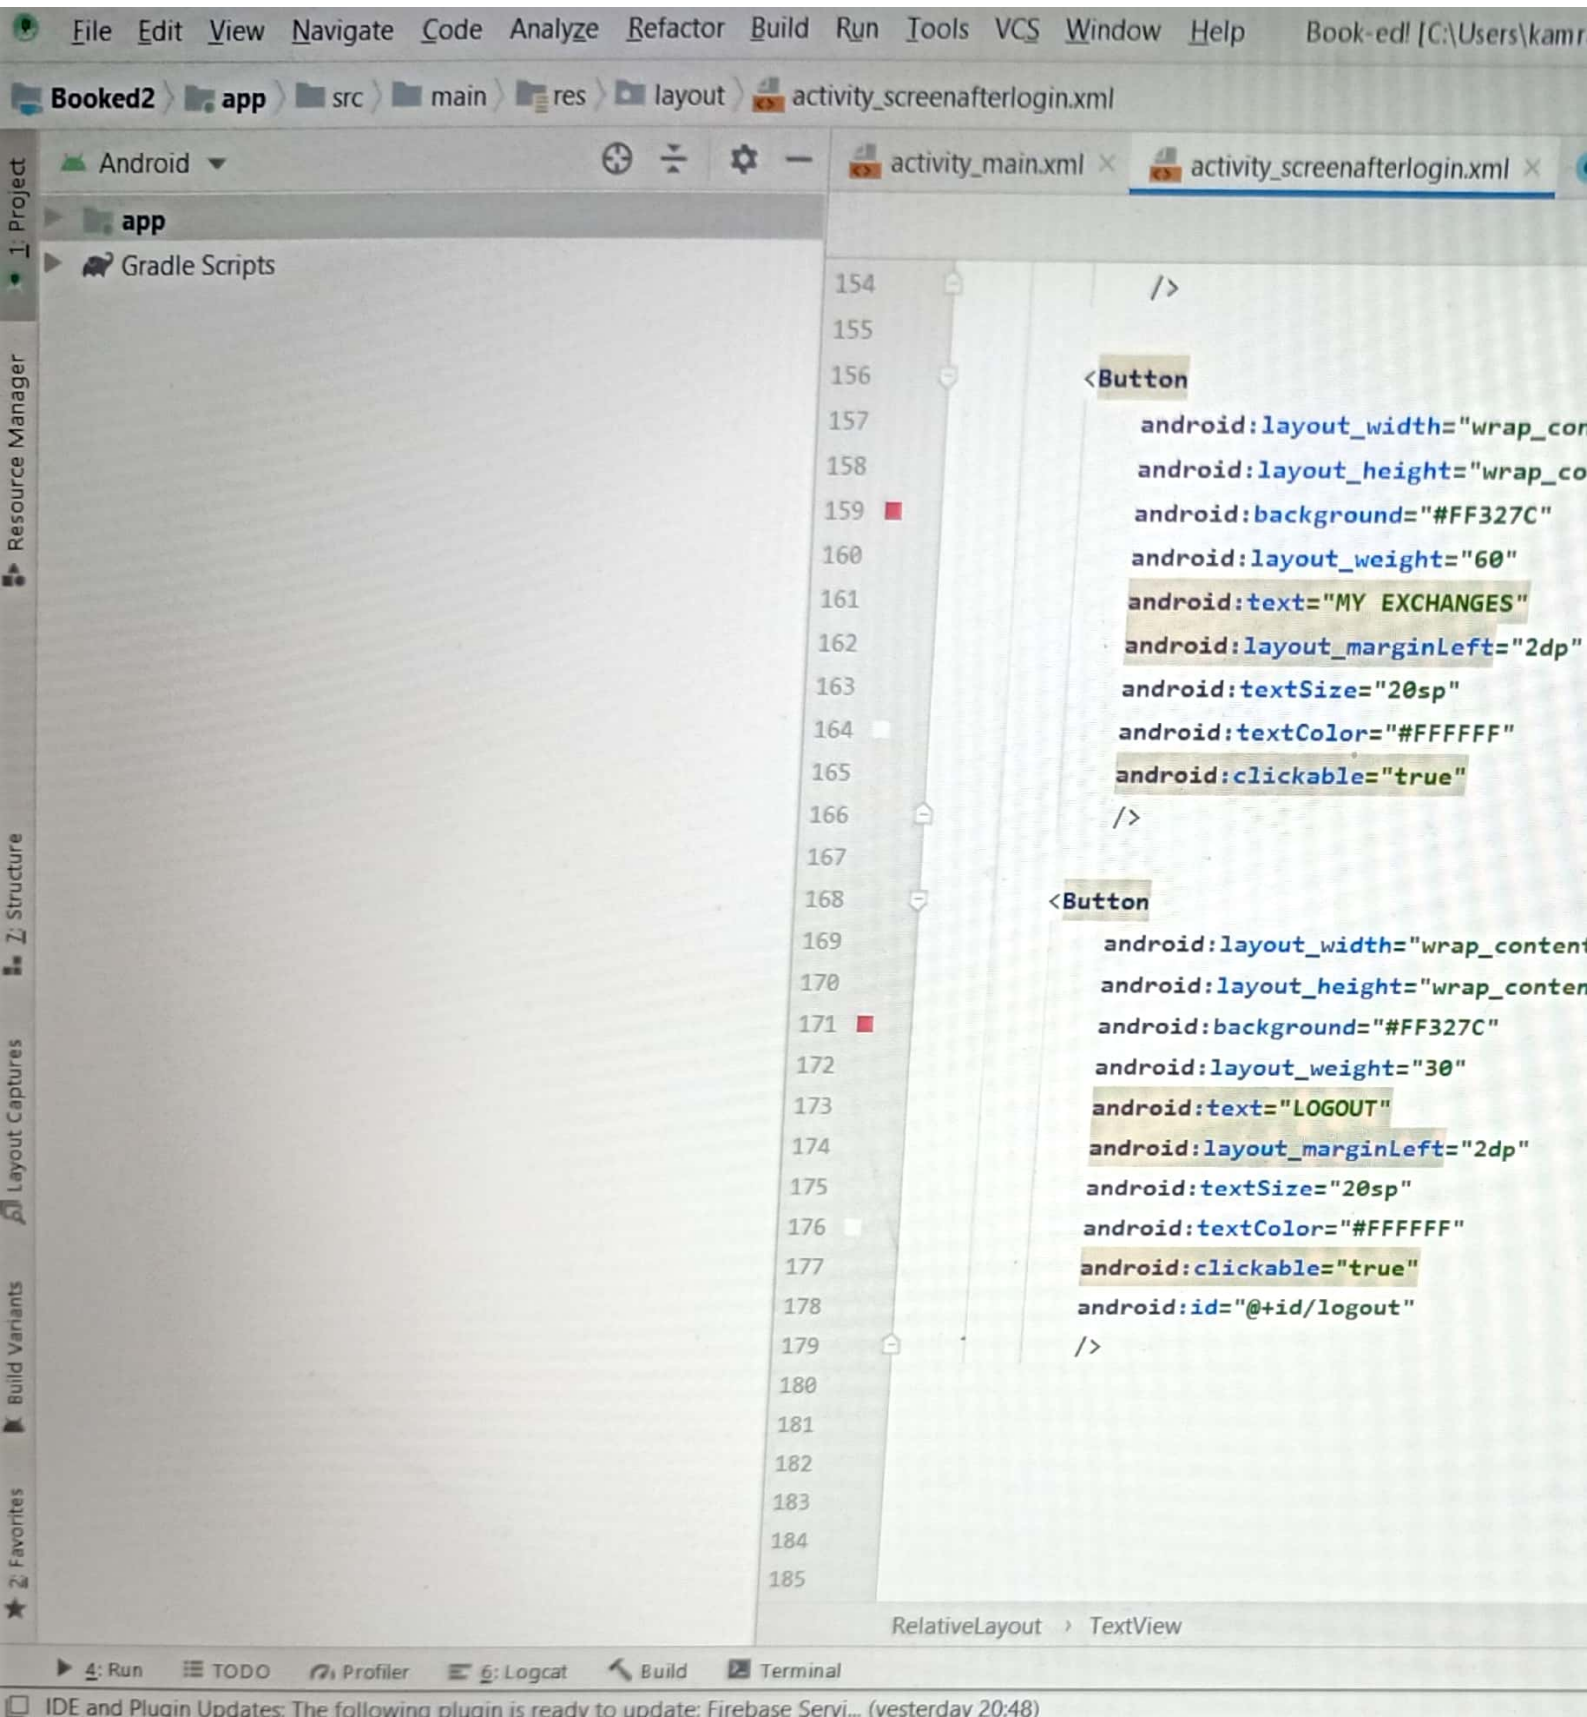 File Edit View Navigate Code Analyze Refactor Build Run Tools VCS Window Help Book-ed! [C:\Users\kamr
Booked2 app src main res layout activity_screenafterlogin.xml
Android activity_main.xml activity_screenafterlogin.xml
1: Project
app
Gradle Scripts
Resource Manager
7: Structure
Layout Captures
Build Variants
2: Favorites
154 />
155
156 <Button
157 android:layout_width="wrap_con
158 android:layout_height="wrap_co
159 android:background="#FF327C"
160 android:layout_weight="60"
161 android:text="MY EXCHANGES"
162 android:layout_marginLeft="2dp"
163 android:textSize="20sp"
164 android:textColor="#FFFFFF"
165 android:clickable="true"
166 />
167
168 <Button
169 android:layout_width="wrap_content
170 android:layout_height="wrap_conten
171 android:background="#FF327C"
172 android:layout_weight="30"
173 android:text="LOGOUT"
174 android:layout_marginLeft="2dp"
175 android:textSize="20sp"
176 android:textColor="#FFFFFF"
177 android:clickable="true"
178 android:id="@+id/logout"
179 />
180
181
182
183
184
185
RelativeLayout › TextView
4: Run TODO Profiler 6: Logcat Build Terminal
IDE and Plugin Updates: The following plugin is ready to update: Firebase Servi... (yesterday 20:48)